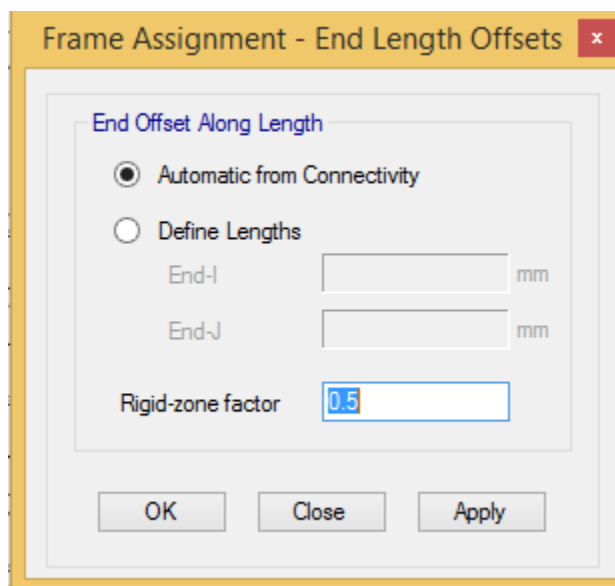 Frame Assignment - End Length Offsets x
End Offset Along Length
Automatic from Connectivity
Define Lengths
End-I mm
End-J mm
Rigid-zone factor 0.5
OK Close Apply